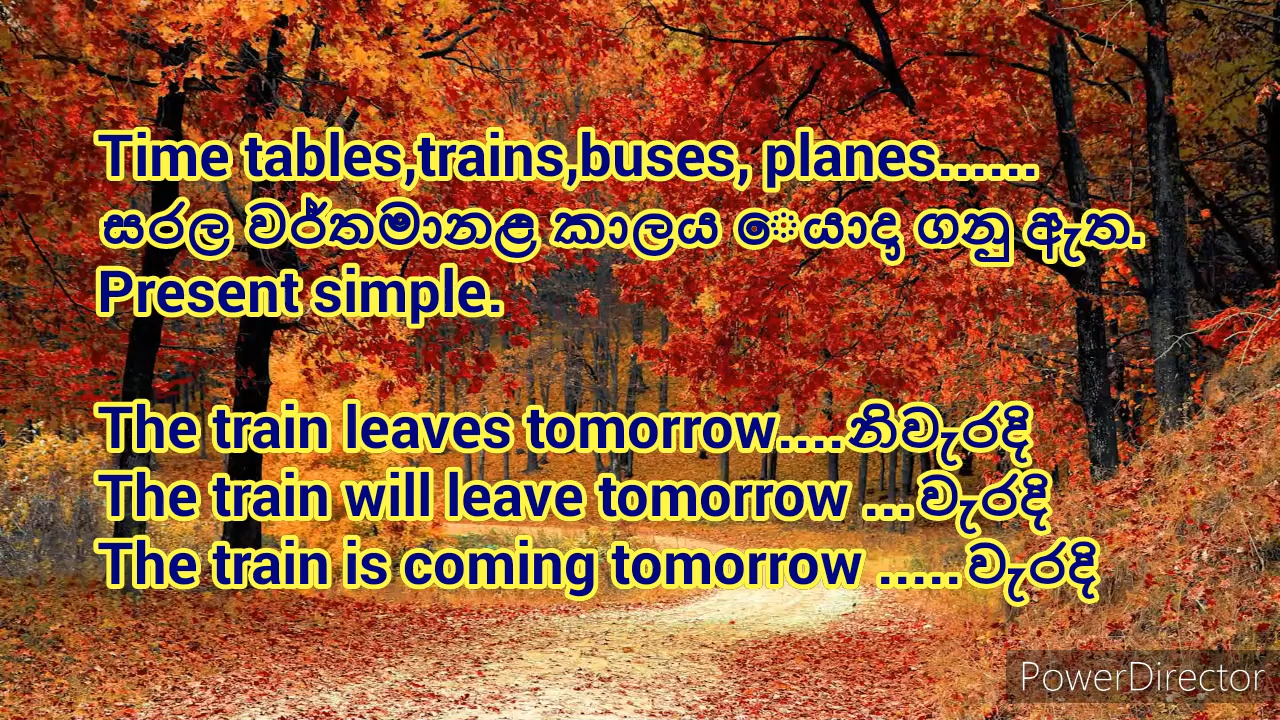 Time tables,trains,buses, planes......
සරල වර්තමානළ කාලය ෙයාදා ගනු ඇත.
Present simple.
The train leaves tomorrow....නිවැරදි
The train will leave tomorrow ...වැරදි
The train is coming tomorrow .....වැරදි
PowerDirector